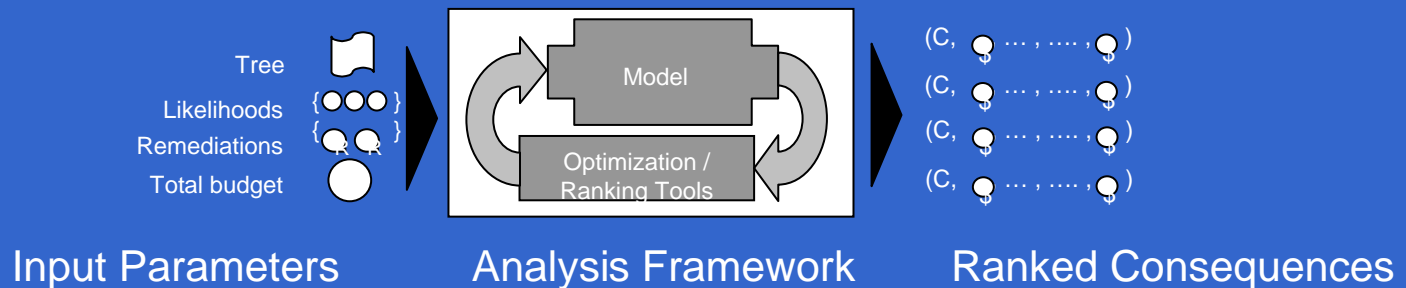 Tree
Likelihoods { }
Remediations { R R }
Total budget
Model
Optimization /
Ranking Tools
(C, $ … , …. , $ )
(C, $ … , …. , $ )
(C, $ … , …. , $ )
(C, $ … , …. , $ )
Input Parameters
Analysis Framework
Ranked Consequences